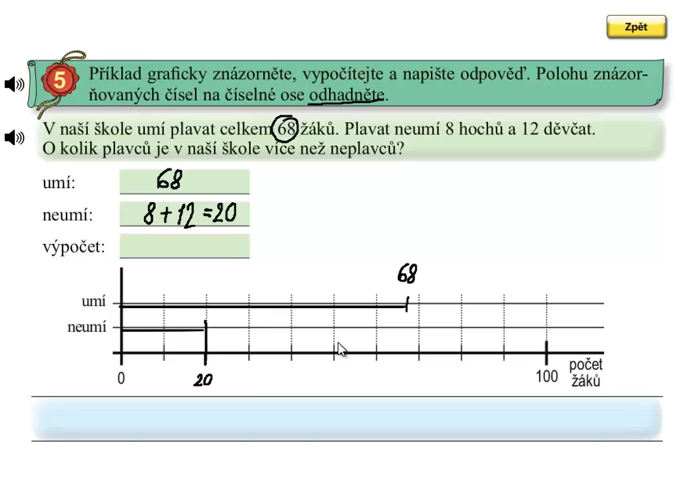 Zpět
5 Příklad graficky znázorněte, vypočítejte a napište odpověď. Polohu znázor-
ňovaných čísel na číselné ose odhadněte.
V naší škole umí plavat celkem 68 žáků. Plavat neumí 8 hochů a 12 děvčat.
O kolik plavců je v naší škole více než neplavců?
umí: 68
neumí: 8+12=20
výpočet:
68
umí
neumí
0 20 100 počet
žáků